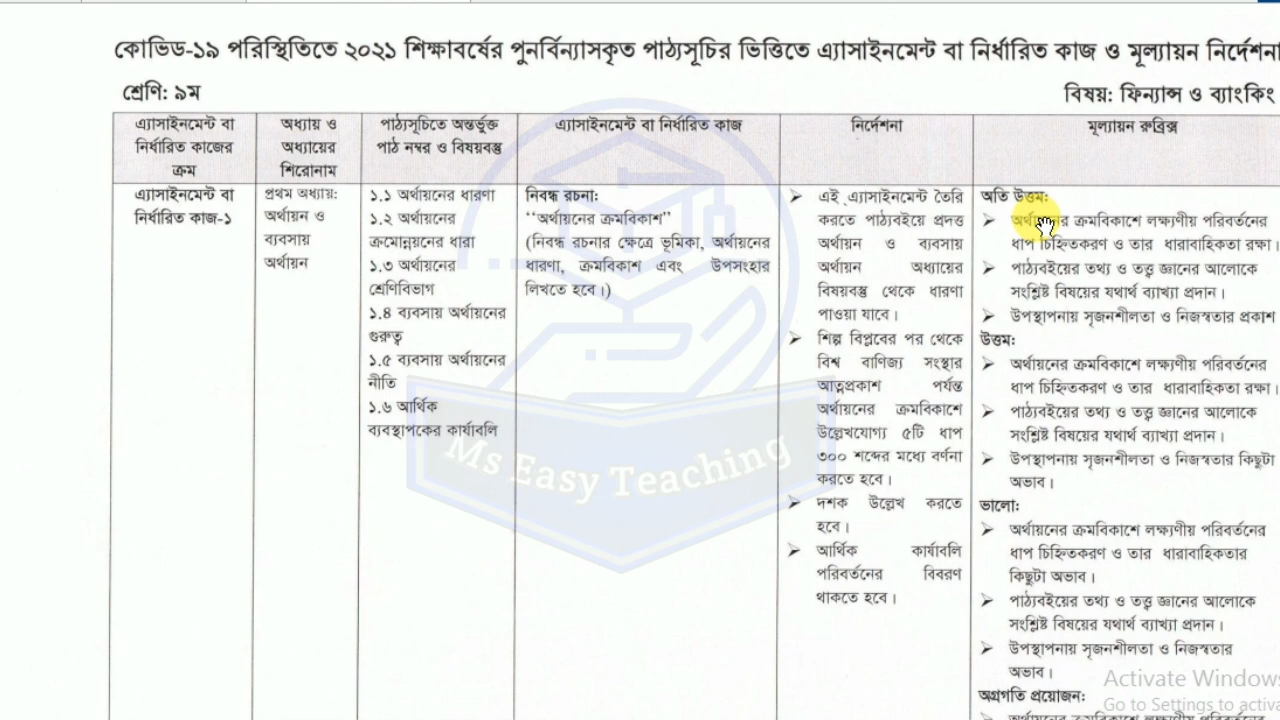 কোভিড-১৯ পরিস্থিতিতে ২০২১ শিক্ষাবর্ষের পুনর্বিন্যাসকৃত পাঠ্যসূচির ভিত্তিতে এ্যাসাইনমেন্ট বা নির্ধারিত কাজ ও মূল্যায়ন নির্দেশনা
শ্রেণি: ৯ম
বিষয়: ফিন্যান্স ও ব্যাংকিং
এ্যাসাইনমেন্ট বা
নির্ধারিত কাজের
ক্রম
অধ্যায় ও
অধ্যায়ের
শিরোনাম
পাঠ্যসূচিতে অন্তর্ভুক্ত
পাঠ নম্বর ও বিষয়বস্তু
এ্যাসাইনমেন্ট বা নির্ধারিত কাজ
নির্দেশনা
মূল্যায়ন রুব্রিক্স
এ্যাসাইনমেন্ট বা
নির্ধারিত কাজ-১
প্রথম অধ্যায়:
অর্থায়ন ও
ব্যবসায়
অর্থায়ন
১.১ অর্থায়নের ধারণা
১.২ অর্থায়নের
ক্রমোন্নয়নের ধারা
১.৩ অর্থায়নের
শ্রেণিবিভাগ
১.৪ ব্যবসায় অর্থায়নের
গুরুত্ব
১.৫ ব্যবসায় অর্থায়নের
নীতি
১.৬ আর্থিক
ব্যবস্থাপকের কার্যাবলি
নিবন্ধ রচনা:
‘‘অর্থায়নের ক্রমবিকাশ’’
(নিবন্ধ রচনার ক্ষেত্রে ভূমিকা, অর্থায়নের
ধারণা, ক্রমবিকাশ এবং উপসংহার
লিখতে হবে।)
➢ এই এ্যাসাইনমেন্ট তৈরি
করতে পাঠ্যবইয়ে প্রদত্ত
অর্থায়ন ও ব্যবসায়
অর্থায়ন অধ্যায়ের
বিষয়বস্তু থেকে ধারণা
পাওয়া যাবে।
➢ শিল্প বিপ্লবের পর থেকে
বিশ্ব বাণিজ্য সংস্থার
আত্নপ্রকাশ পর্যন্ত
অর্থায়নের ক্রমবিকাশে
উল্লেখযোগ্য ৫টি ধাপ
৩০০ শব্দের মধ্যে বর্ণনা
করতে হবে।
➢ দশক উল্লেখ করতে
হবে।
➢ আর্থিক কার্যাবলি
পরিবর্তনের বিবরণ
থাকতে হবে।
অতি উত্তম:
➢ অর্থায়নের ক্রমবিকাশে লক্ষ্যণীয় পরিবর্তনের
ধাপ চিহ্নিতকরণ ও তার ধারাবাহিকতা রক্ষা।
➢ পাঠ্যবইয়ের তথ্য ও তত্ত্ব জ্ঞানের আলোকে
সংশ্লিষ্ট বিষয়ের যথার্থ ব্যাখ্যা প্রদান।
➢ উপস্থাপনায় সৃজনশীলতা ও নিজস্বতার প্রকাশ
উত্তম:
➢ অর্থায়নের ক্রমবিকাশে লক্ষ্যণীয় পরিবর্তনের
ধাপ চিহ্নিতকরণ ও তার ধারাবাহিকতা রক্ষা।
➢ পাঠ্যবইয়ের তথ্য ও তত্ত্ব জ্ঞানের আলোকে
সংশ্লিষ্ট বিষয়ের যথার্থ ব্যাখ্যা প্রদান।
➢ উপস্থাপনায় সৃজনশীলতা ও নিজস্বতার কিছুটা
অভাব।
ভালো:
➢ অর্থায়নের ক্রমবিকাশে লক্ষ্যণীয় পরিবর্তনের
ধাপ চিহ্নিতকরণ ও তার ধারাবাহিকতার
কিছুটা অভাব।
➢ পাঠ্যবইয়ের তথ্য ও তত্ত্ব জ্ঞানের আলোকে
সংশ্লিষ্ট বিষয়ের যথার্থ ব্যাখ্যা প্রদান।
➢ উপস্থাপনায় সৃজনশীলতা ও নিজস্বতার
অভাব।
অগ্রগতি প্রয়োজন:
Ms Easy Teaching
Activate Windows
Go to Settings to activa